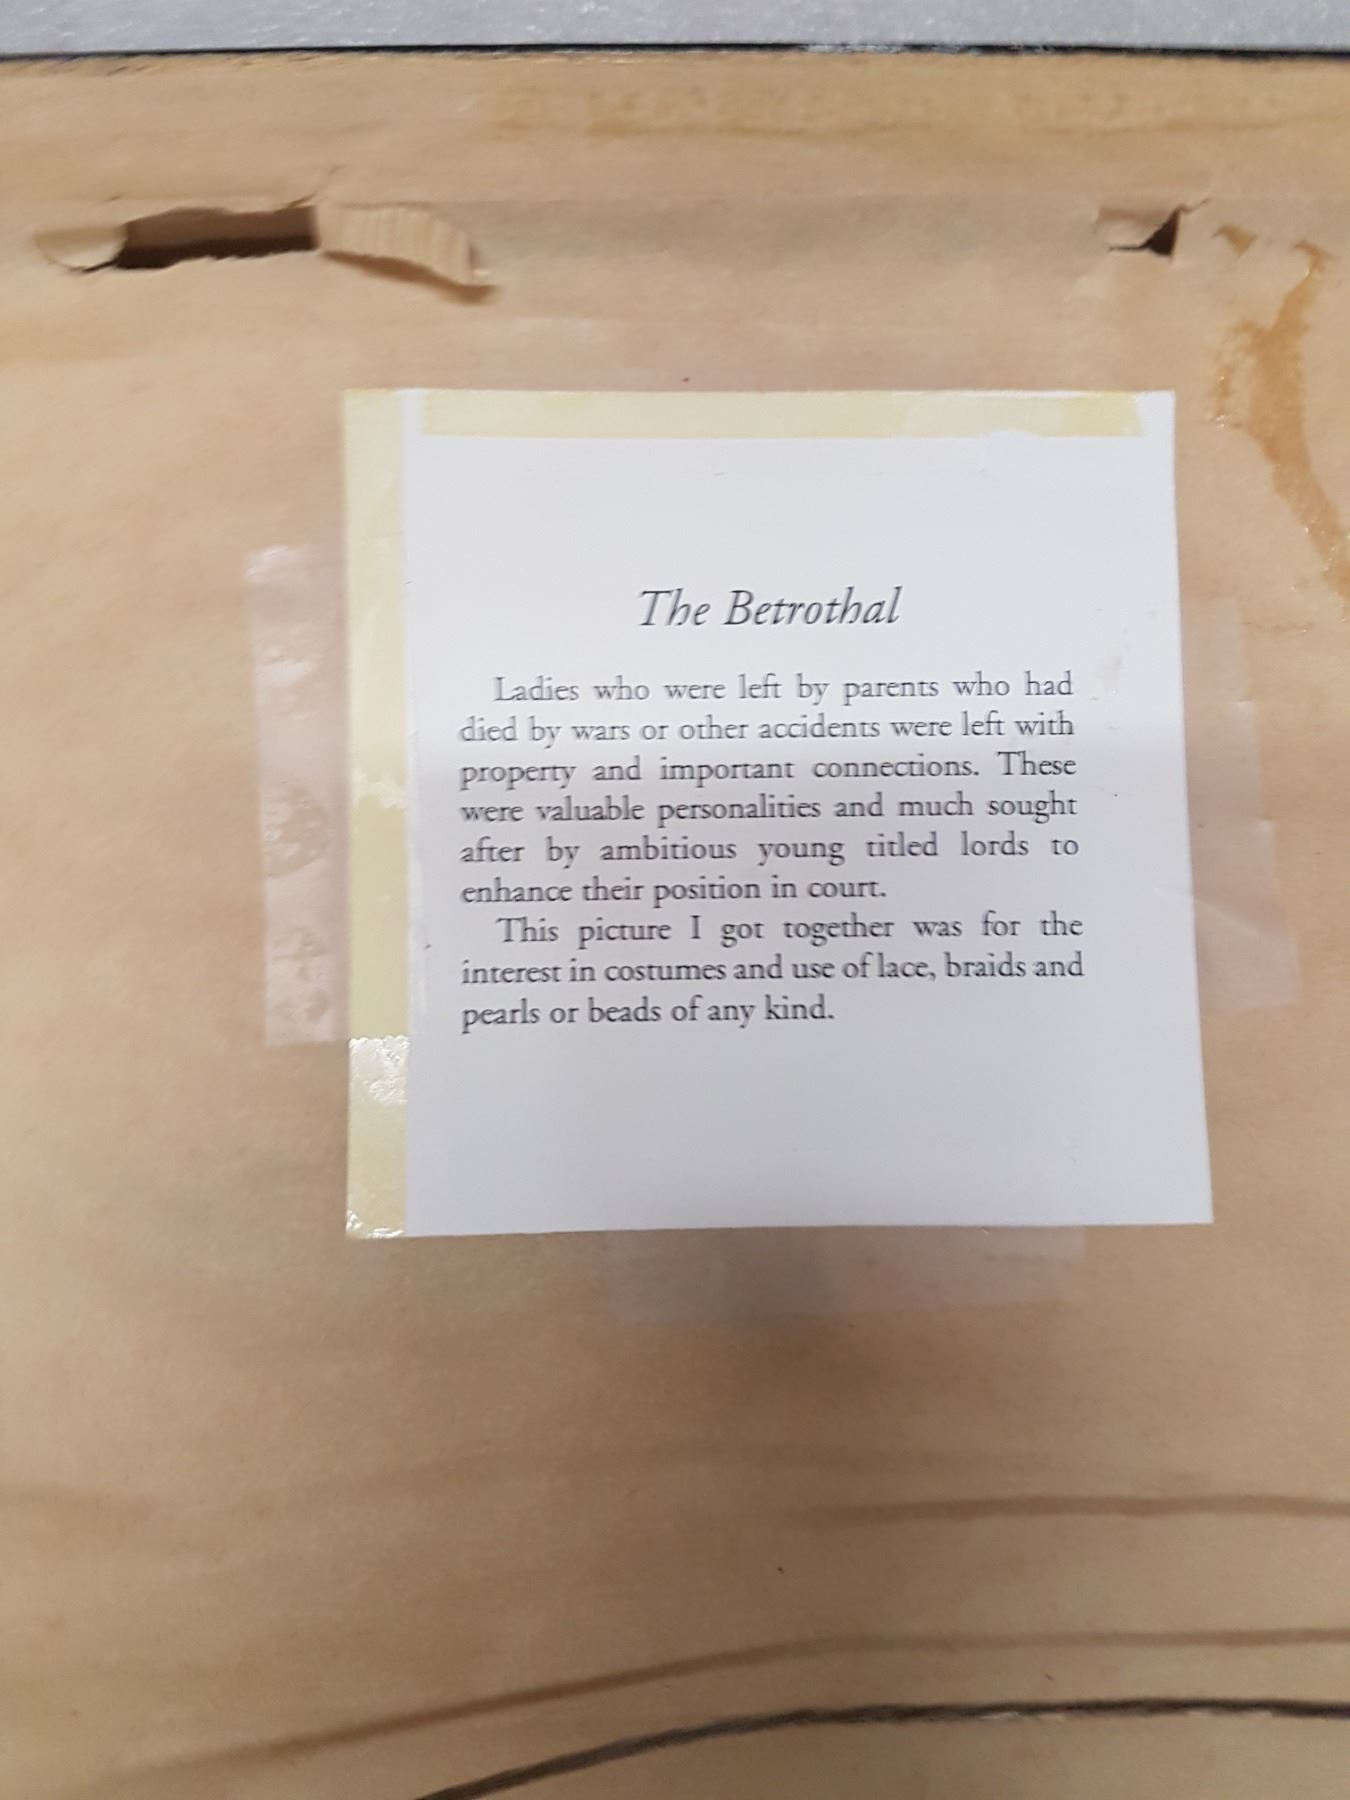 The Betrothal
Ladies who were left by parents who had
died by wars or other accidents were left with
property and important connections. These
were valuable personalities and much sought
after by ambitious young titled lords to
enhance their position in court.
This picture I got together was for the
interest in costumes and use of lace, braids and
pearls or beads of any kind.